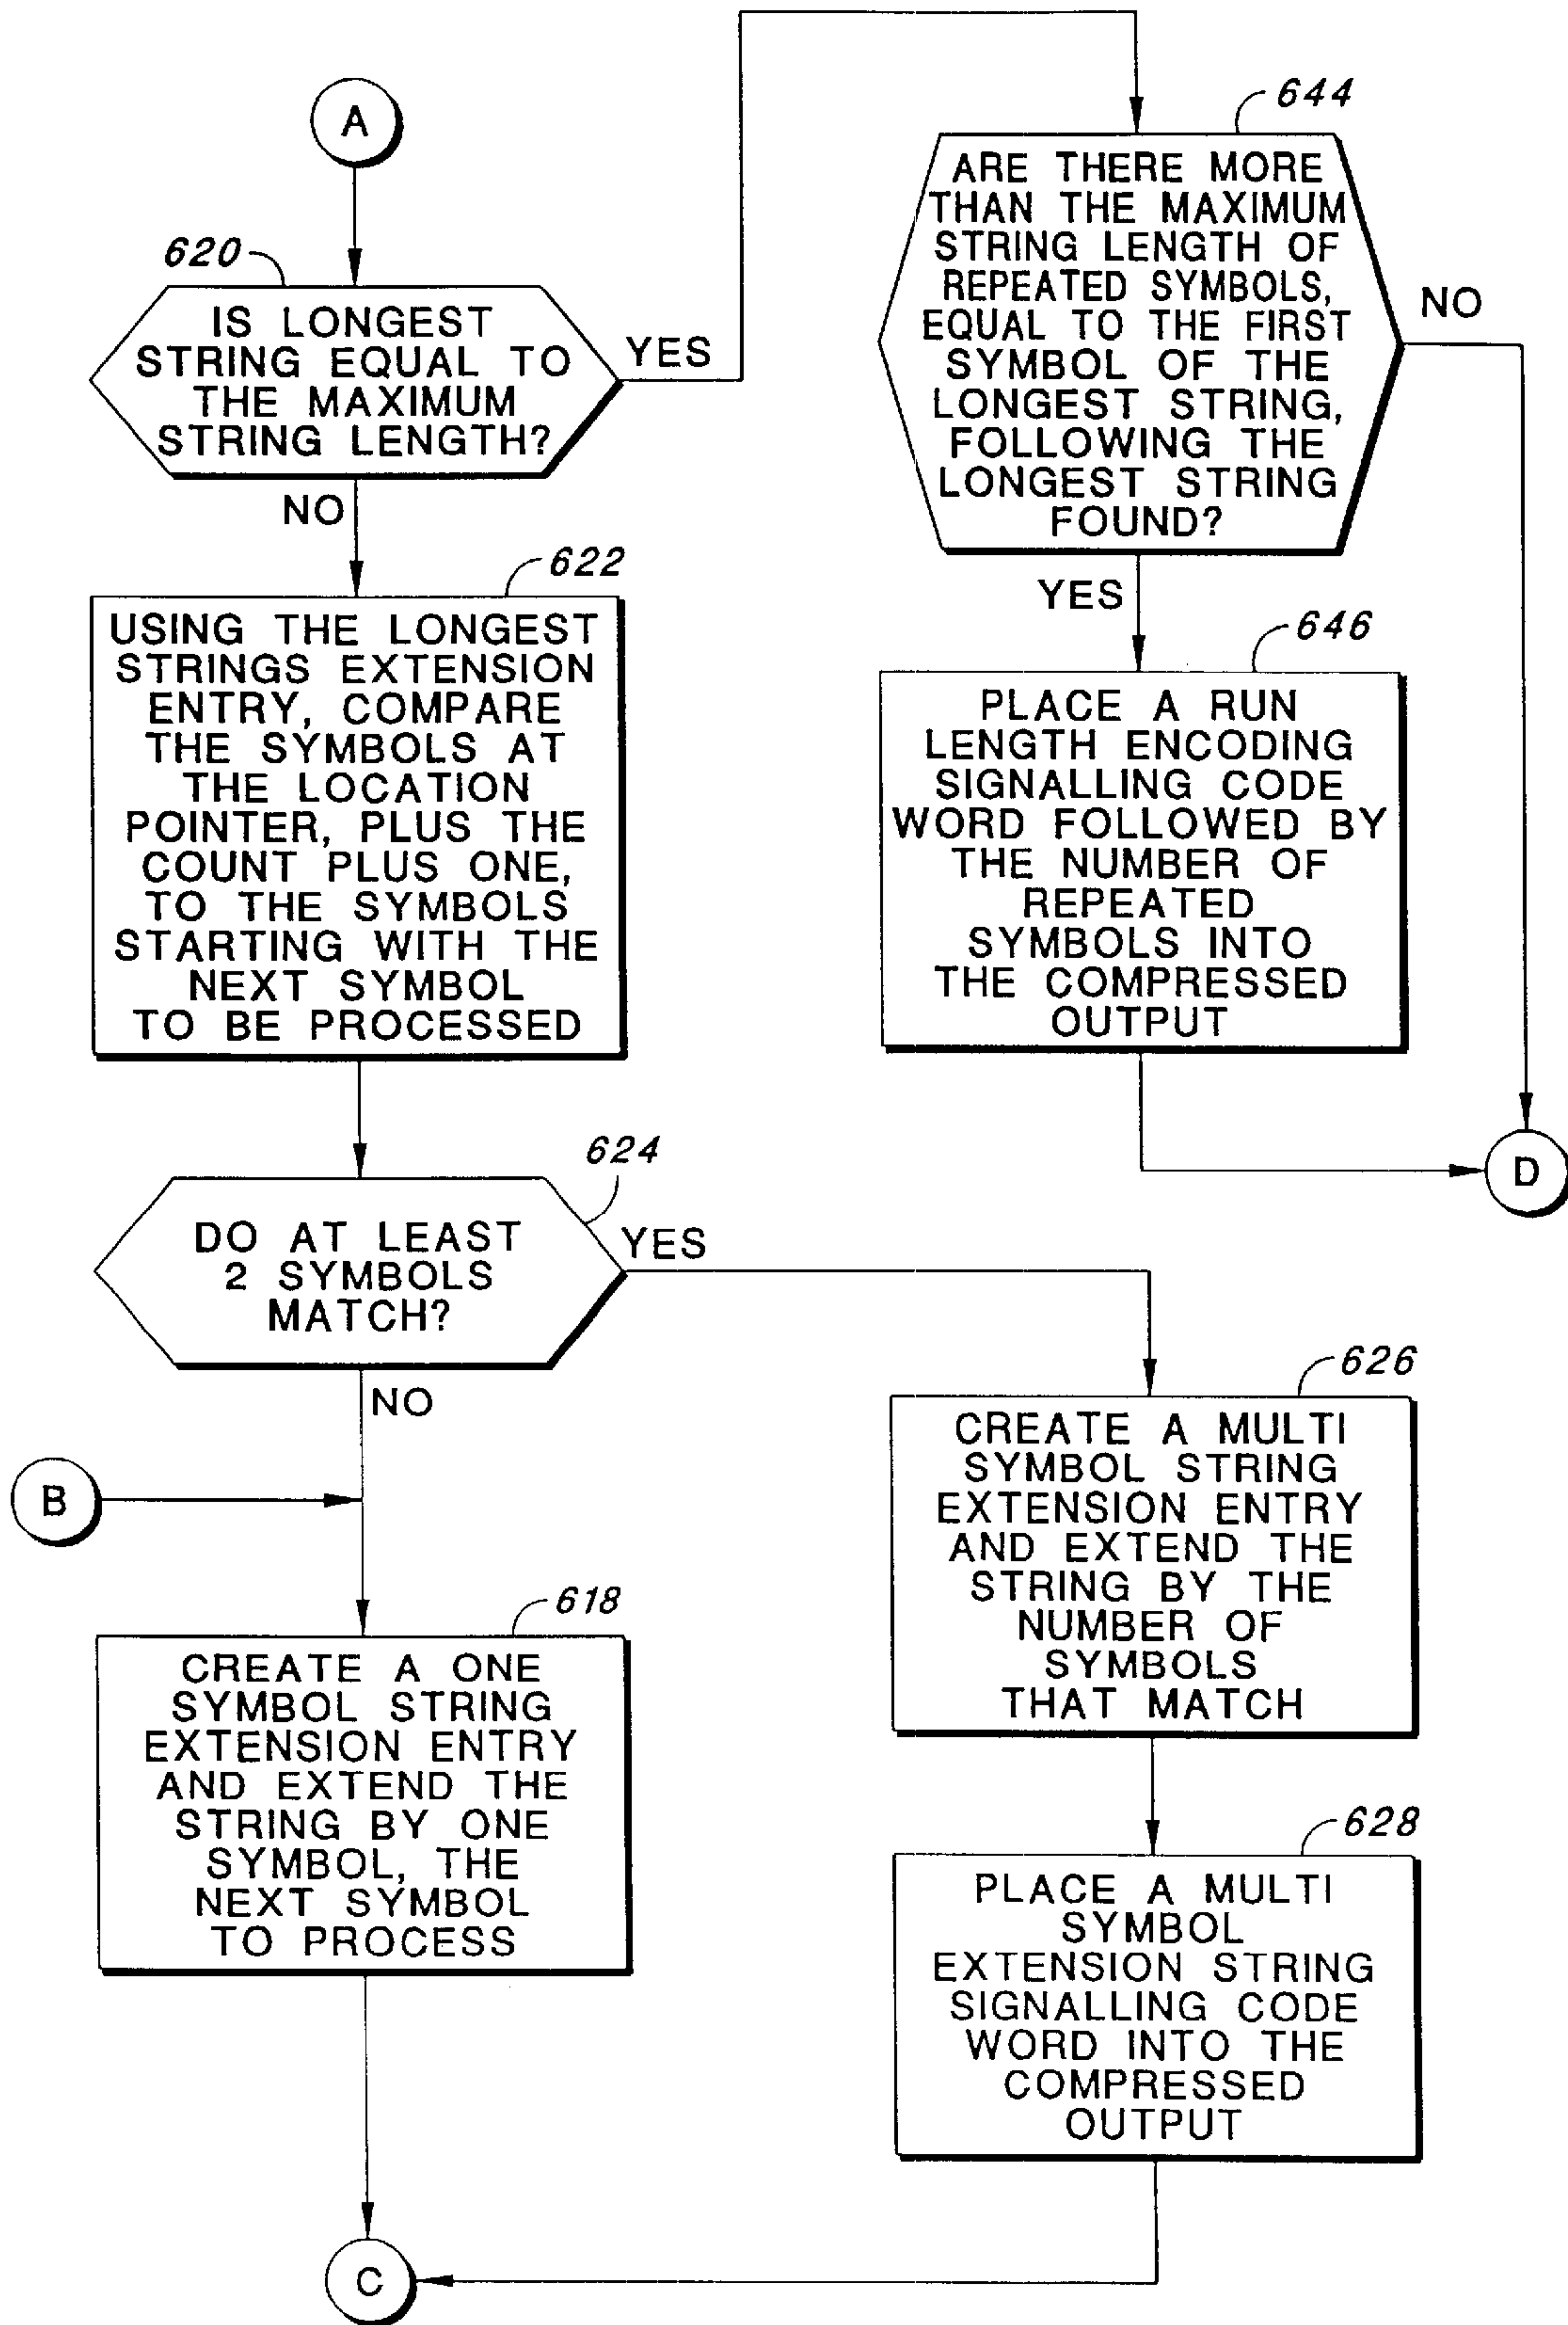 A
620
IS LONGEST
STRING EQUAL TO
THE MAXIMUM
STRING LENGTH?
YES
NO
622
USING THE LONGEST
STRINGS EXTENSION
ENTRY, COMPARE
THE SYMBOLS AT
THE LOCATION
POINTER, PLUS THE
COUNT PLUS ONE,
TO THE SYMBOLS
STARTING WITH THE
NEXT SYMBOL
TO BE PROCESSED
624
DO AT LEAST
2 SYMBOLS
MATCH?
YES
NO
B
618
CREATE A ONE
SYMBOL STRING
EXTENSION ENTRY
AND EXTEND THE
STRING BY ONE
SYMBOL, THE
NEXT SYMBOL
TO PROCESS
C
644
ARE THERE MORE
THAN THE MAXIMUM
STRING LENGTH OF
REPEATED SYMBOLS,
EQUAL TO THE FIRST
SYMBOL OF THE
LONGEST STRING,
FOLLOWING THE
LONGEST STRING
FOUND?
NO
YES
646
PLACE A RUN
LENGTH ENCODING
SIGNALLING CODE
WORD FOLLOWED BY
THE NUMBER OF
REPEATED
SYMBOLS INTO
THE COMPRESSED
OUTPUT
D
626
CREATE A MULTI
SYMBOL STRING
EXTENSION ENTRY
AND EXTEND THE
STRING BY THE
NUMBER OF
SYMBOLS
THAT MATCH
628
PLACE A MULTI
SYMBOL
EXTENSION STRING
SIGNALLING CODE
WORD INTO THE
COMPRESSED
OUTPUT